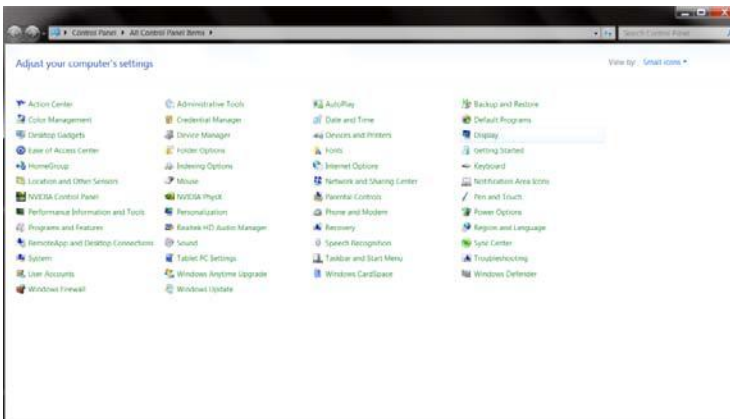 Control Panel ▸ All Control Panel Items ▸ Search Control Panel
Adjust your computer's settings View by: Small icons
Action Center Administrative Tools AutoPlay Backup and Restore
Color Management Credential Manager Date and Time Default Programs
Desktop Gadgets Device Manager Devices and Printers Display
Ease of Access Center Folder Options Fonts Getting Started
HomeGroup Indexing Options Internet Options Keyboard
Location and Other Sensors Mouse Network and Sharing Center Notification Area Icons
NVIDIA Control Panel NVIDIA PhysX Parental Controls Pen and Touch
Performance Information and Tools Personalization Phone and Modem Power Options
Programs and Features Realtek HD Audio Manager Recovery Region and Language
RemoteApp and Desktop Connections Sound Speech Recognition Sync Center
System Tablet PC Settings Taskbar and Start Menu Troubleshooting
User Accounts Windows Anytime Upgrade Windows CardSpace Windows Defender
Windows Firewall Windows Update